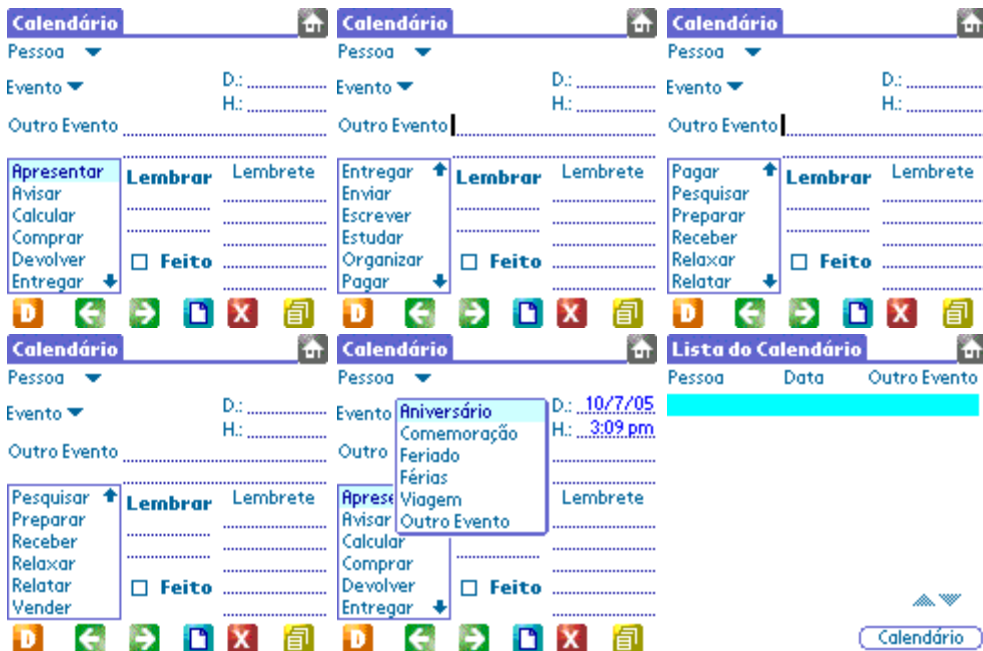 Calendário
Pessoa
Evento
D.:
H.:
Outro Evento
Apresentar
Avisar
Calcular
Comprar
Devolver
Entregar
Lembrar
Lembrete
Feito
D
X
Calendário
Pessoa
Evento
D.:
H.:
Outro Evento
Entregar
Enviar
Escrever
Estudar
Organizar
Pagar
Lembrar
Lembrete
Feito
D
X
Calendário
Pessoa
Evento
D.:
H.:
Outro Evento
Pagar
Pesquisar
Preparar
Receber
Relaxar
Relatar
Lembrar
Lembrete
Feito
D
X
Calendário
Pessoa
Evento
D.:
H.:
Outro Evento
Pesquisar
Preparar
Receber
Relaxar
Relatar
Vender
Lembrar
Lembrete
Feito
D
X
Calendário
Pessoa
Evento
Aniversário
Comemoração
Feriado
Férias
Viagem
Outro Evento
D.: 10/7/05
H.: 3:09 pm
Outro
Aprese
Avisar
Calcular
Comprar
Devolver
Entregar
Lembrete
Feito
D
X
Lista do Calendário
Pessoa Data Outro Evento
Calendário